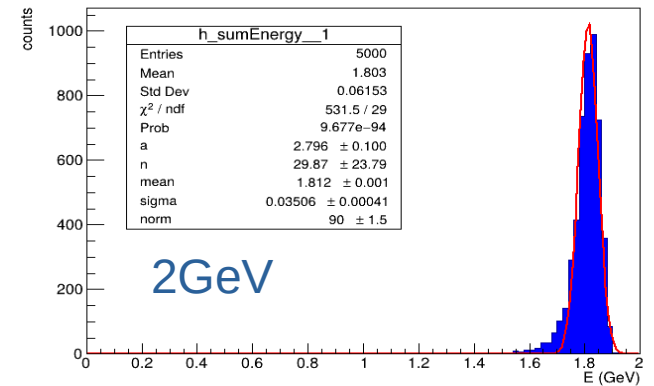 counts
1000
800
600
400
200
0
h_sumEnergy__1
Entries 5000
Mean 1.803
Std Dev 0.06153
χ² / ndf 531.5 / 29
Prob 9.677e−94
a 2.796 ± 0.100
n 29.87 ± 23.79
mean 1.812 ± 0.001
sigma 0.03506 ± 0.00041
norm 90 ± 1.5
2GeV
0 0.2 0.4 0.6 0.8 1 1.2 1.4 1.6 1.8 2
E (GeV)